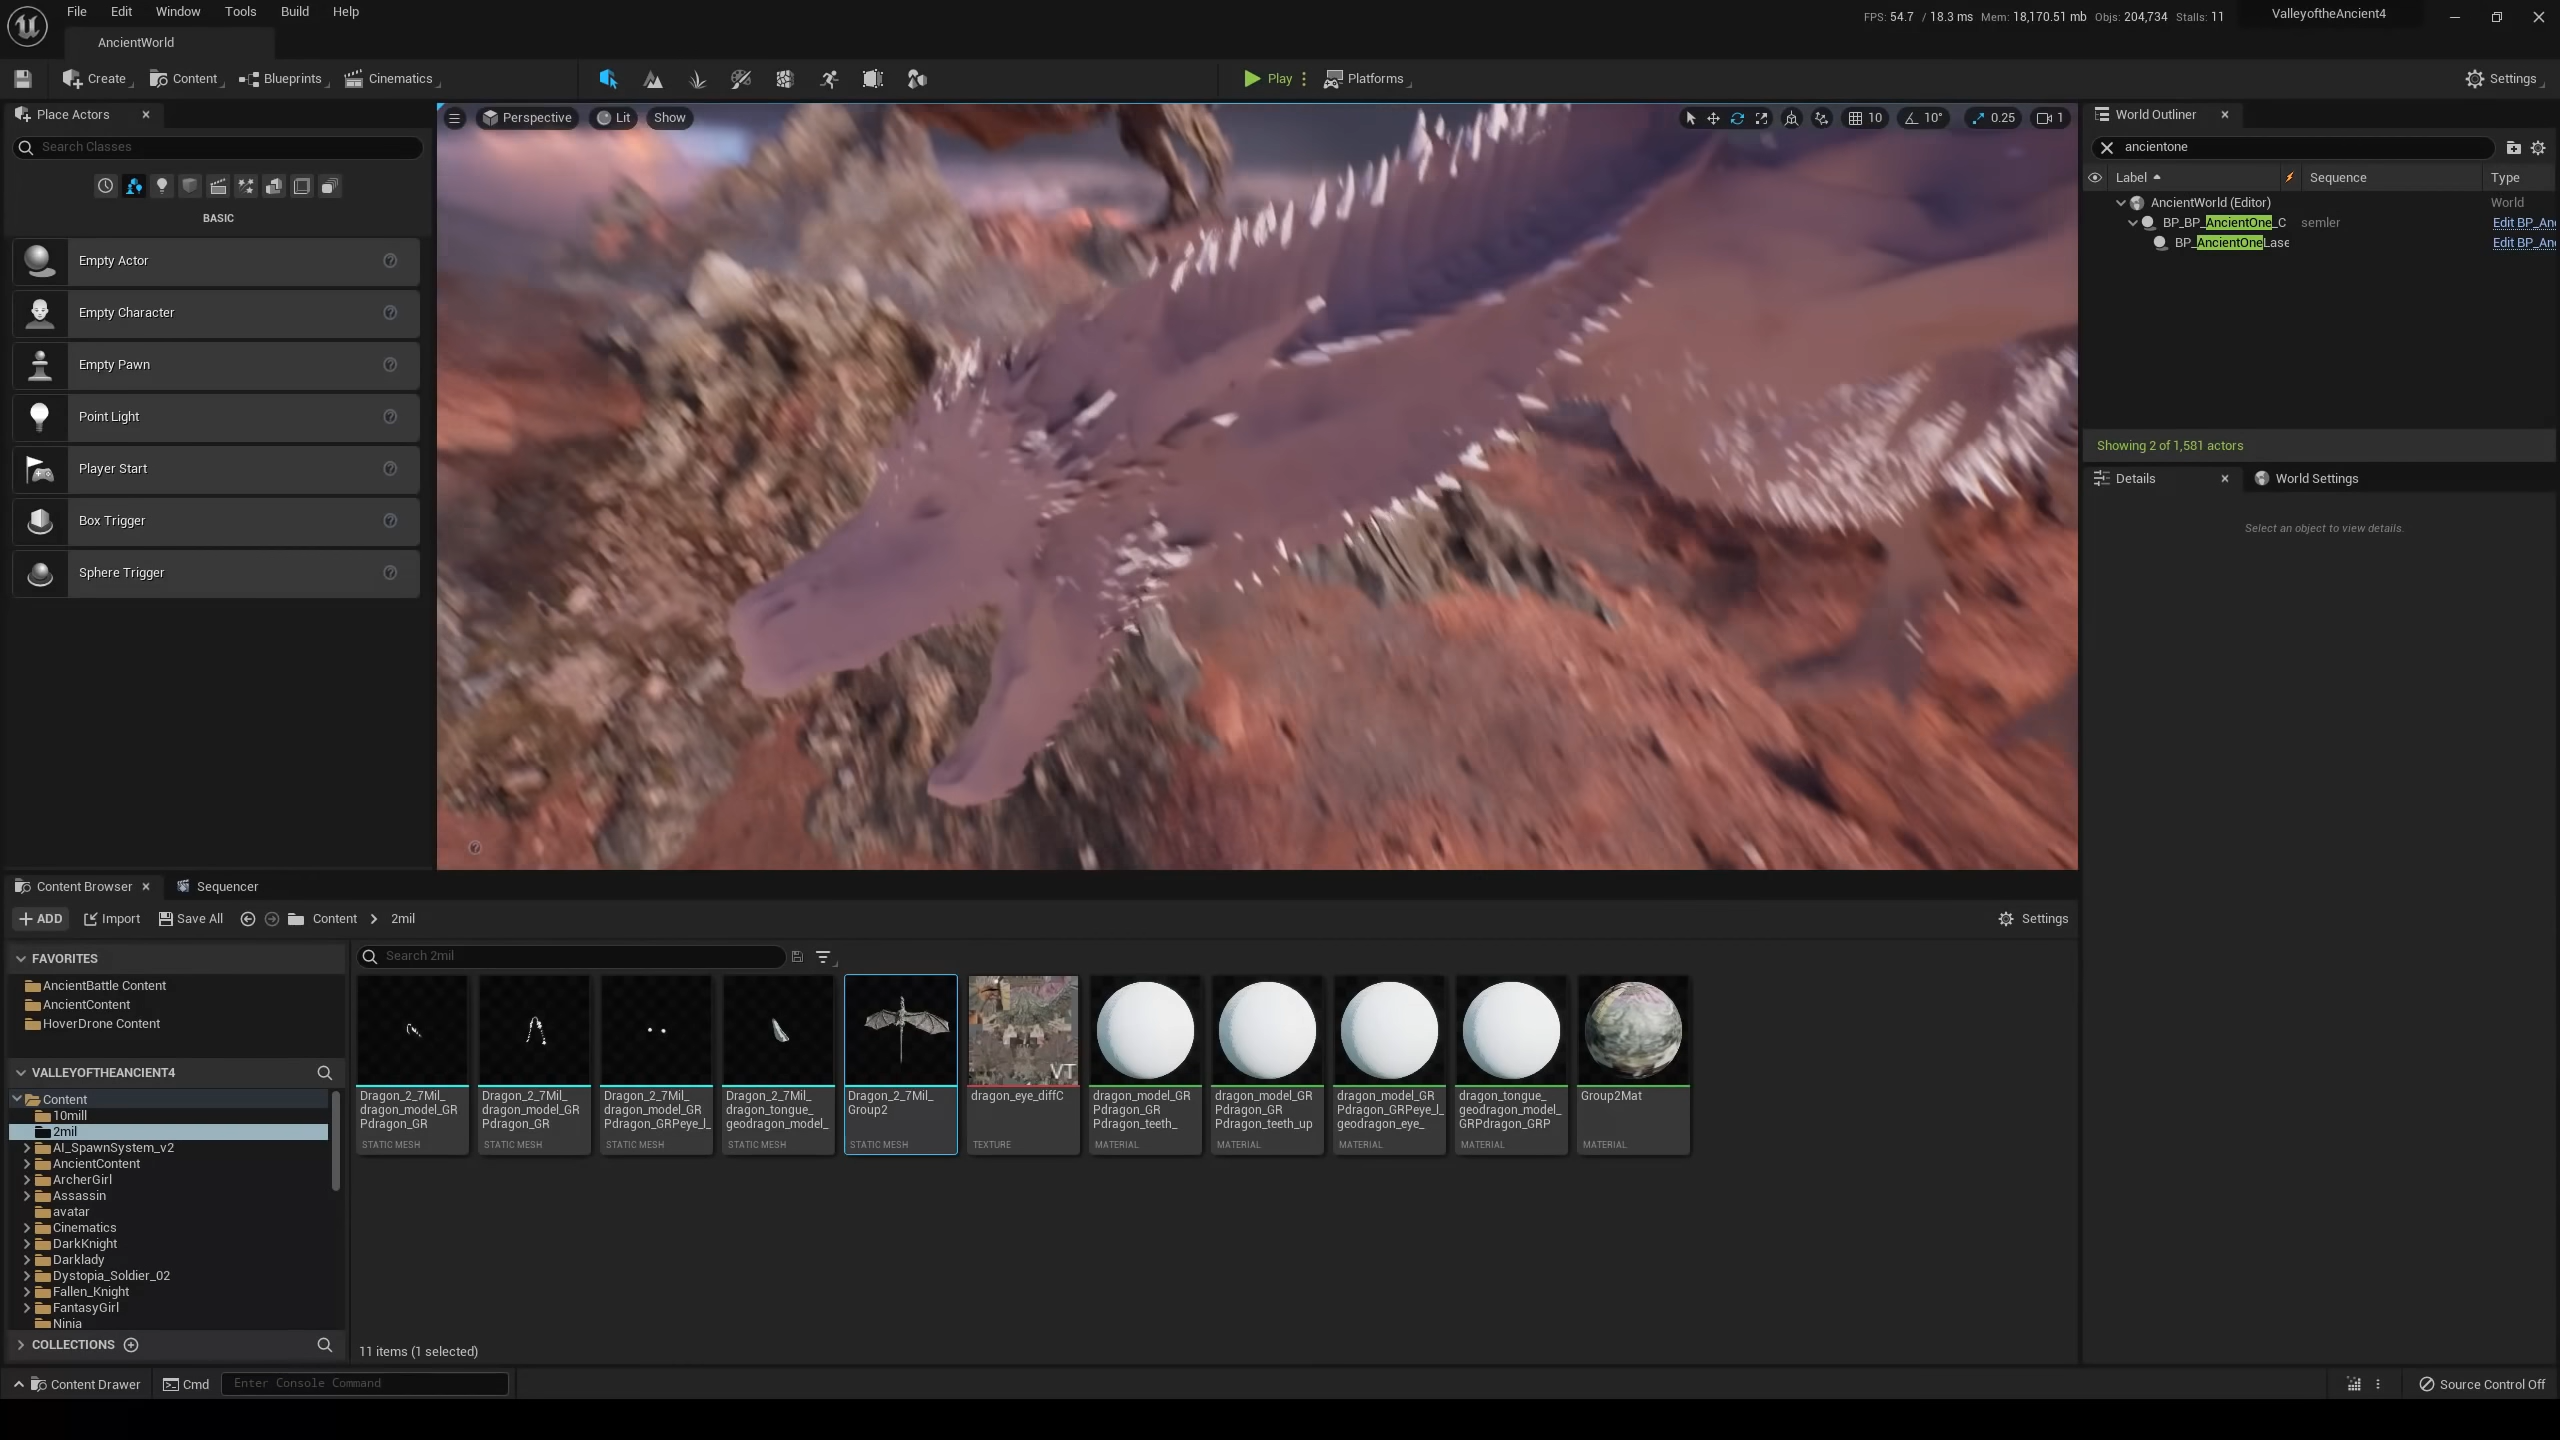 File Edit Window Tools Build Help
FPS: 54.7 / 18.3 ms Mem: 18,170.51 mb Objs: 204,734 Stalls: 11
ValleyoftheAncient4
AncientWorld
Create Content Blueprints Cinematics
Play Platforms
Settings
Place Actors
Search Classes
BASIC
Empty Actor
Empty Character
Empty Pawn
Point Light
Player Start
Box Trigger
Sphere Trigger
Perspective Lit Show
10 10° 0.25 1
World Outliner
ancientone
Label Sequence Type
AncientWorld (Editor) World
BP_BP_AncientOne_C semler Edit BP_An
BP_AncientOneLase Edit BP_An
Showing 2 of 1,581 actors
Details World Settings
Select an object to view details.
Content Browser Sequencer
ADD Import Save All Content 2mil Settings
FAVORITES
AncientBattle Content
AncientContent
HoverDrone Content
VALLEYOFTHEANCIENT4
Content
10mill
2mil
AI_SpawnSystem_v2
AncientContent
ArcherGirl
Assassin
avatar
Cinematics
DarkKnight
Darklady
Dystopia_Soldier_02
Fallen_Knight
FantasyGirl
Ninja
COLLECTIONS
Search 2mil
Dragon_2_7Mil_
dragon_model_GR
Pdragon_GR
STATIC MESH
Dragon_2_7Mil_
dragon_model_GR
Pdragon_GR
STATIC MESH
Dragon_2_7Mil_
dragon_model_GR
Pdragon_GRPeye_l_
STATIC MESH
Dragon_2_7Mil_
dragon_tongue_
geodragon_model_
STATIC MESH
Dragon_2_7Mil_
Group2
STATIC MESH
VT
dragon_eye_diffC
TEXTURE
dragon_model_GR
Pdragon_GR
Pdragon_teeth_
MATERIAL
dragon_model_GR
Pdragon_GR
Pdragon_teeth_up
MATERIAL
dragon_model_GR
Pdragon_GRPeye_l_
geodragon_eye_
MATERIAL
dragon_tongue_
geodragon_model_
GRPdragon_GRP
MATERIAL
Group2Mat
MATERIAL
11 items (1 selected)
Content Drawer Cmd Enter Console Command
Source Control Off